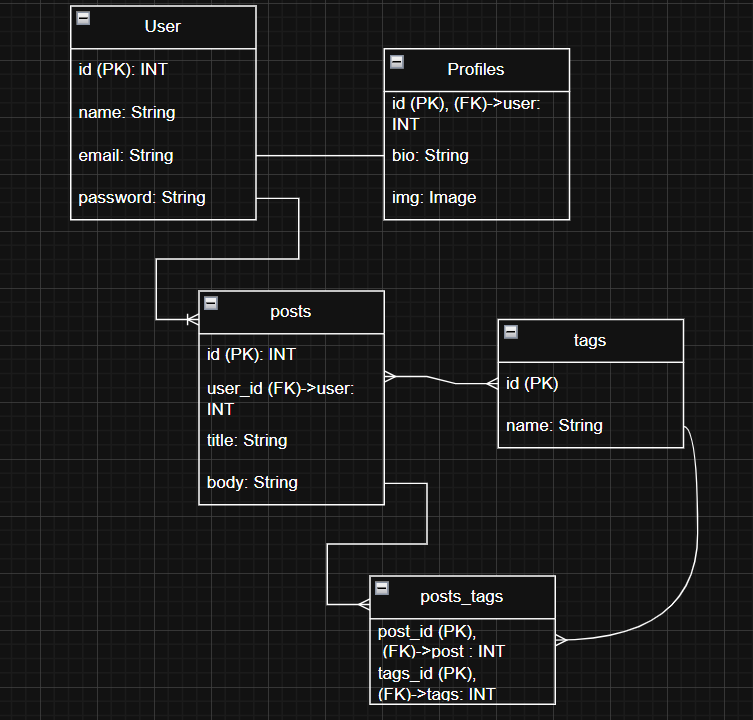 User
id (PK): INT
name: String
email: String
password: String
Profiles
id (PK), (FK)->user:
INT
bio: String
img: Image
posts
id (PK): INT
user_id (FK)->user:
INT
title: String
body: String
tags
id (PK)
name: String
posts_tags
post_id (PK),
(FK)->post : INT
tags_id (PK),
(FK)->tags: INT